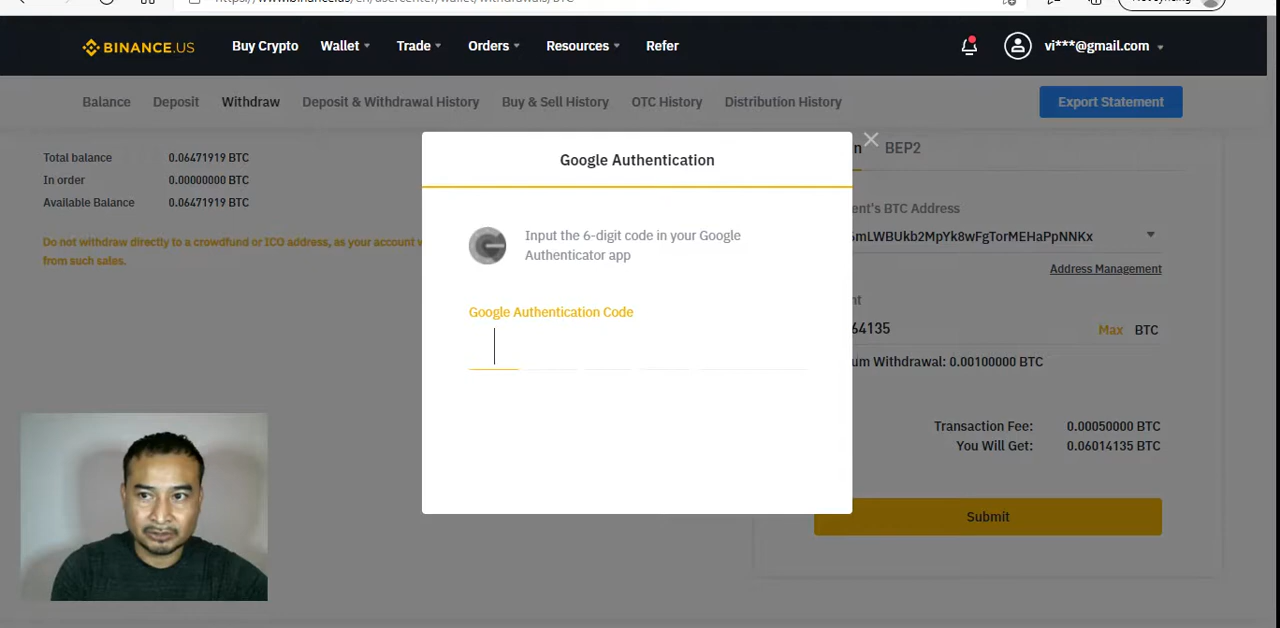 BINANCE.US
Buy Crypto
Wallet
Trade
Orders
Resources
Refer
vi***@gmail.com
Balance
Deposit
Withdraw
Deposit & Withdrawal History
Buy & Sell History
OTC History
Distribution History
Export Statement
Total balance 0.06471919 BTC
In order 0.00000000 BTC
Available Balance 0.06471919 BTC
Do not withdraw directly to a crowdfund or ICO address, as your account
from such sales.
Google Authentication
Input the 6-digit code in your Google
Authenticator app
Google Authentication Code
BEP2
BTC Address
mLWBUkb2MpYk8wFgTorMEHaPpNNKx
Address Management
64135 Max BTC
Withdrawal: 0.00100000 BTC
Transaction Fee: 0.00050000 BTC
You Will Get: 0.06014135 BTC
Submit